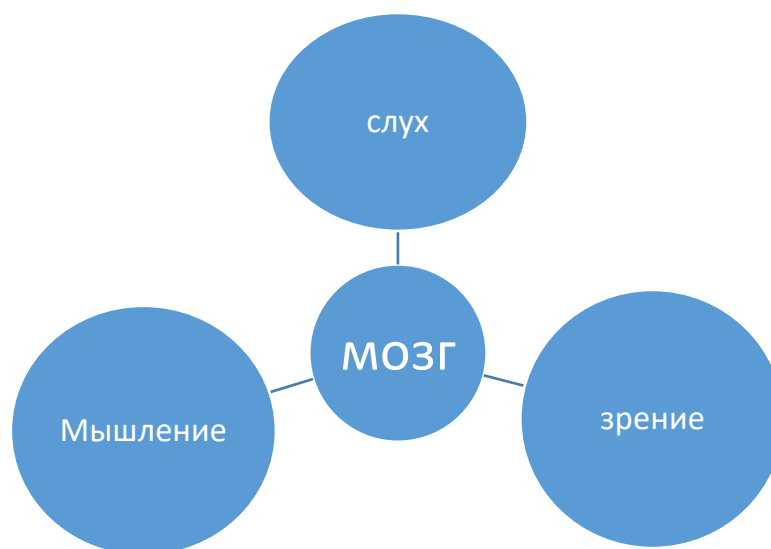 слух
мозг
Мышление
зрение